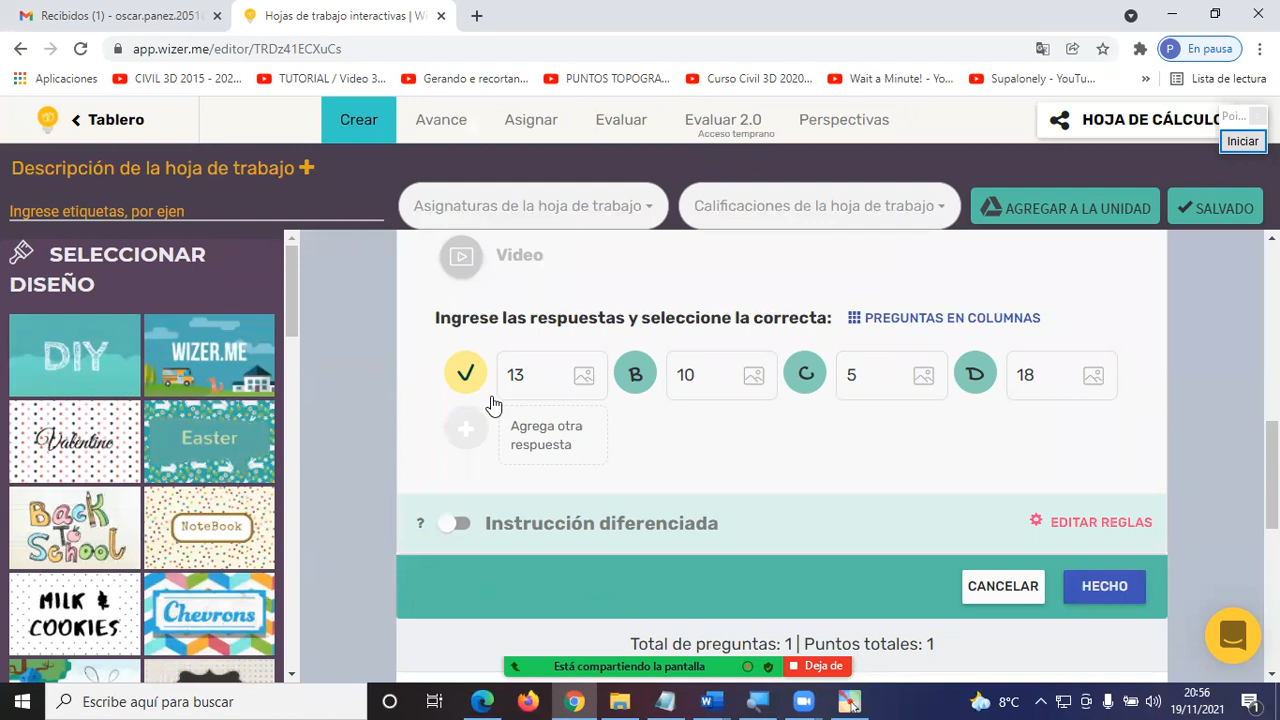 Recibidos (1) - oscar.panez.2051(
Hojas de trabajo interactivas | Wi
app.wizer.me/editor/TRDz41ECXuCs
P En pausa
Aplicaciones
CIVIL 3D 2015 - 202...
TUTORIAL / Video 3...
Gerando e recortan...
PUNTOS TOPOGRA...
Curso Civil 3D 2020...
Wait a Minute! - Yo...
Supalonely - YouTu...
»
Lista de lectura
Tablero
Crear
Avance
Asignar
Evaluar
Evaluar 2.0
Acceso temprano
Perspectivas
HOJA DE CÁLCULO
Poi...
Iniciar
Descripción de la hoja de trabajo +
Ingrese etiquetas, por ejen
Asignaturas de la hoja de trabajo
Calificaciones de la hoja de trabajo
AGREGAR A LA UNIDAD
SALVADO
SELECCIONAR
DISEÑO
DIY
WIZER.ME
Valentine
Easter
BACK To SCHOOL
NoteBook
MILK & COOKIES
Chevrons
Video
Ingrese las respuestas y seleccione la correcta:
PREGUNTAS EN COLUMNAS
13
B
10
C
5
D
18
Agrega otra
respuesta
? Instrucción diferenciada
EDITAR REGLAS
CANCELAR
HECHO
Total de preguntas: 1 | Puntos totales: 1
Está compartiendo la pantalla
Deja de
Escribe aquí para buscar
8°C
20:56
19/11/2021
1